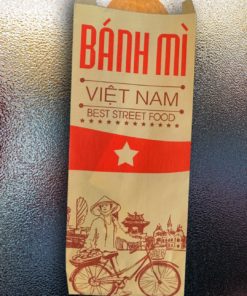 BÁNH MÌ
VIỆT NAM
BEST STREET FOOD